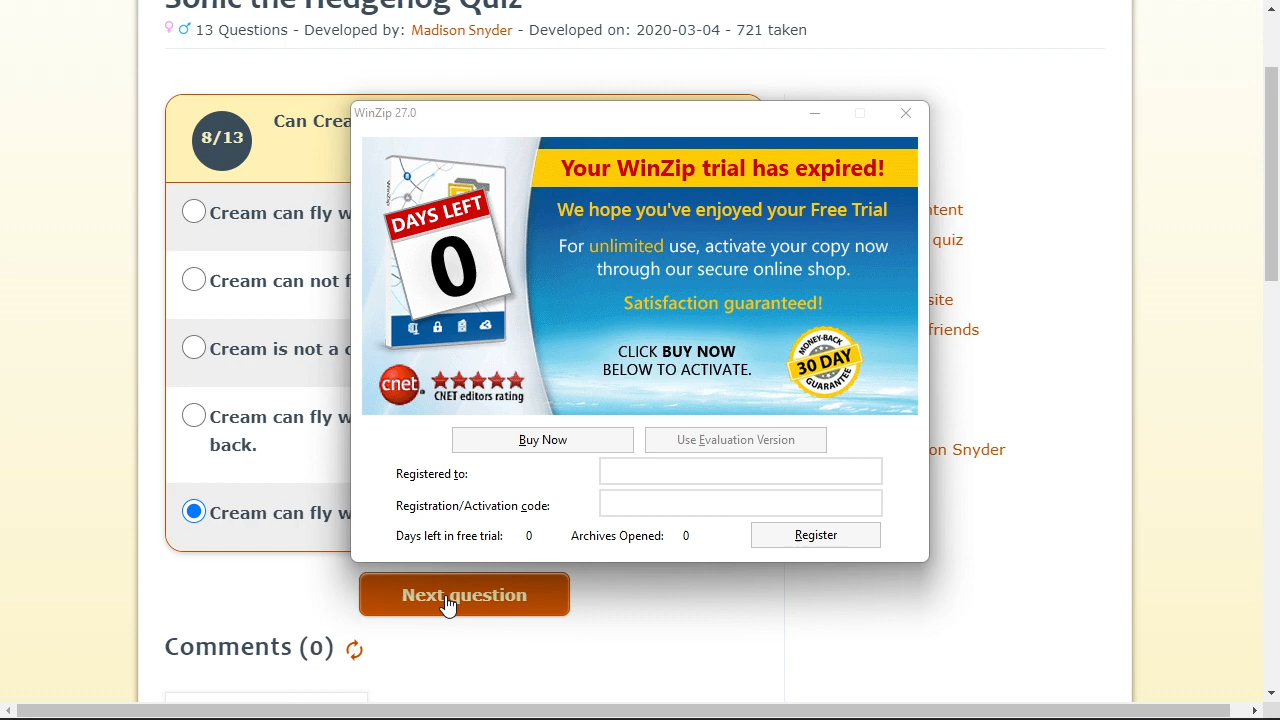 Sonic the Hedgehog Quiz
13 Questions - Developed by: Madison Snyder - Developed on: 2020-03-04 - 721 taken
8/13
Can Crea
Cream can fly w
Cream can not f
Cream is not a
Cream can fly w
back.
Cream can fly w
Next question
Comments (0)
WinZip 27.0
DAYS LEFT
0
cnet
CNET editors rating
Your WinZip trial has expired!
We hope you've enjoyed your Free Trial
For unlimited use, activate your copy now
through our secure online shop.
Satisfaction guaranteed!
CLICK BUY NOW
BELOW TO ACTIVATE.
MONEY-BACK
30 DAY
GUARANTEE
Buy Now
Use Evaluation Version
Registered to:
Registration/Activation code:
Days left in free trial: 0 Archives Opened: 0
Register
tent
quiz
site
friends
on Snyder